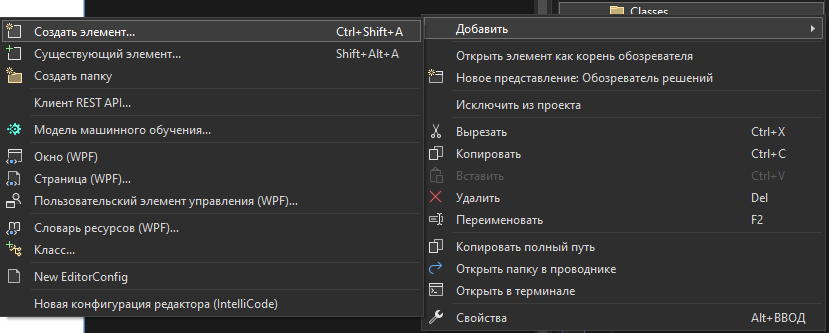 Classes
Создать элемент... Ctrl+Shift+A
Существующий элемент... Shift+Alt+A
Создать папку
Клиент REST API...
Модель машинного обучения...
Окно (WPF)
Страница (WPF)...
Пользовательский элемент управления (WPF)...
Словарь ресурсов (WPF)...
Класс...
New EditorConfig
Новая конфигурация редактора (IntelliCode)
Добавить
Открыть элемент как корень обозревателя
Новое представление: Обозреватель решений
Исключить из проекта
Вырезать Ctrl+X
Копировать Ctrl+C
Вставить Ctrl+V
Удалить Del
Переименовать F2
Копировать полный путь
Открыть папку в проводнике
Открыть в терминале
Свойства Alt+ВВОД